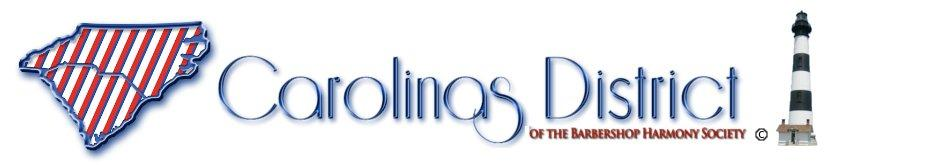 Carolinas District
OF THE BARBERSHOP HARMONY SOCIETY ©